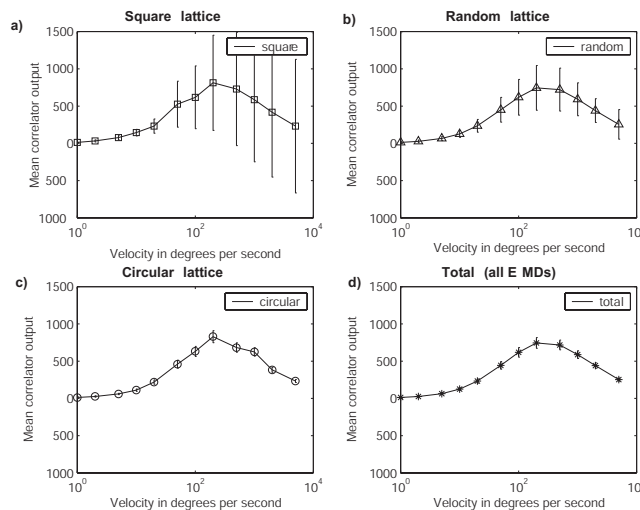 a)
Square lattice
1500
1000
500
0
500
1000
Mean correlator output
square
10^0
10^2
10^4
Velocity in degrees per second
b)
Random lattice
1500
1000
500
0
500
1000
Mean correlator output
random
10^0
10^2
10^4
Velocity in degrees per second
c)
Circular lattice
1500
1000
500
0
500
1000
Mean correlator output
circular
10^0
10^2
10^4
Velocity in degrees per second
d)
Total (all E MDs)
1500
1000
500
0
500
1000
Mean correlator output
total
10^0
10^2
10^4
Velocity in degrees per second